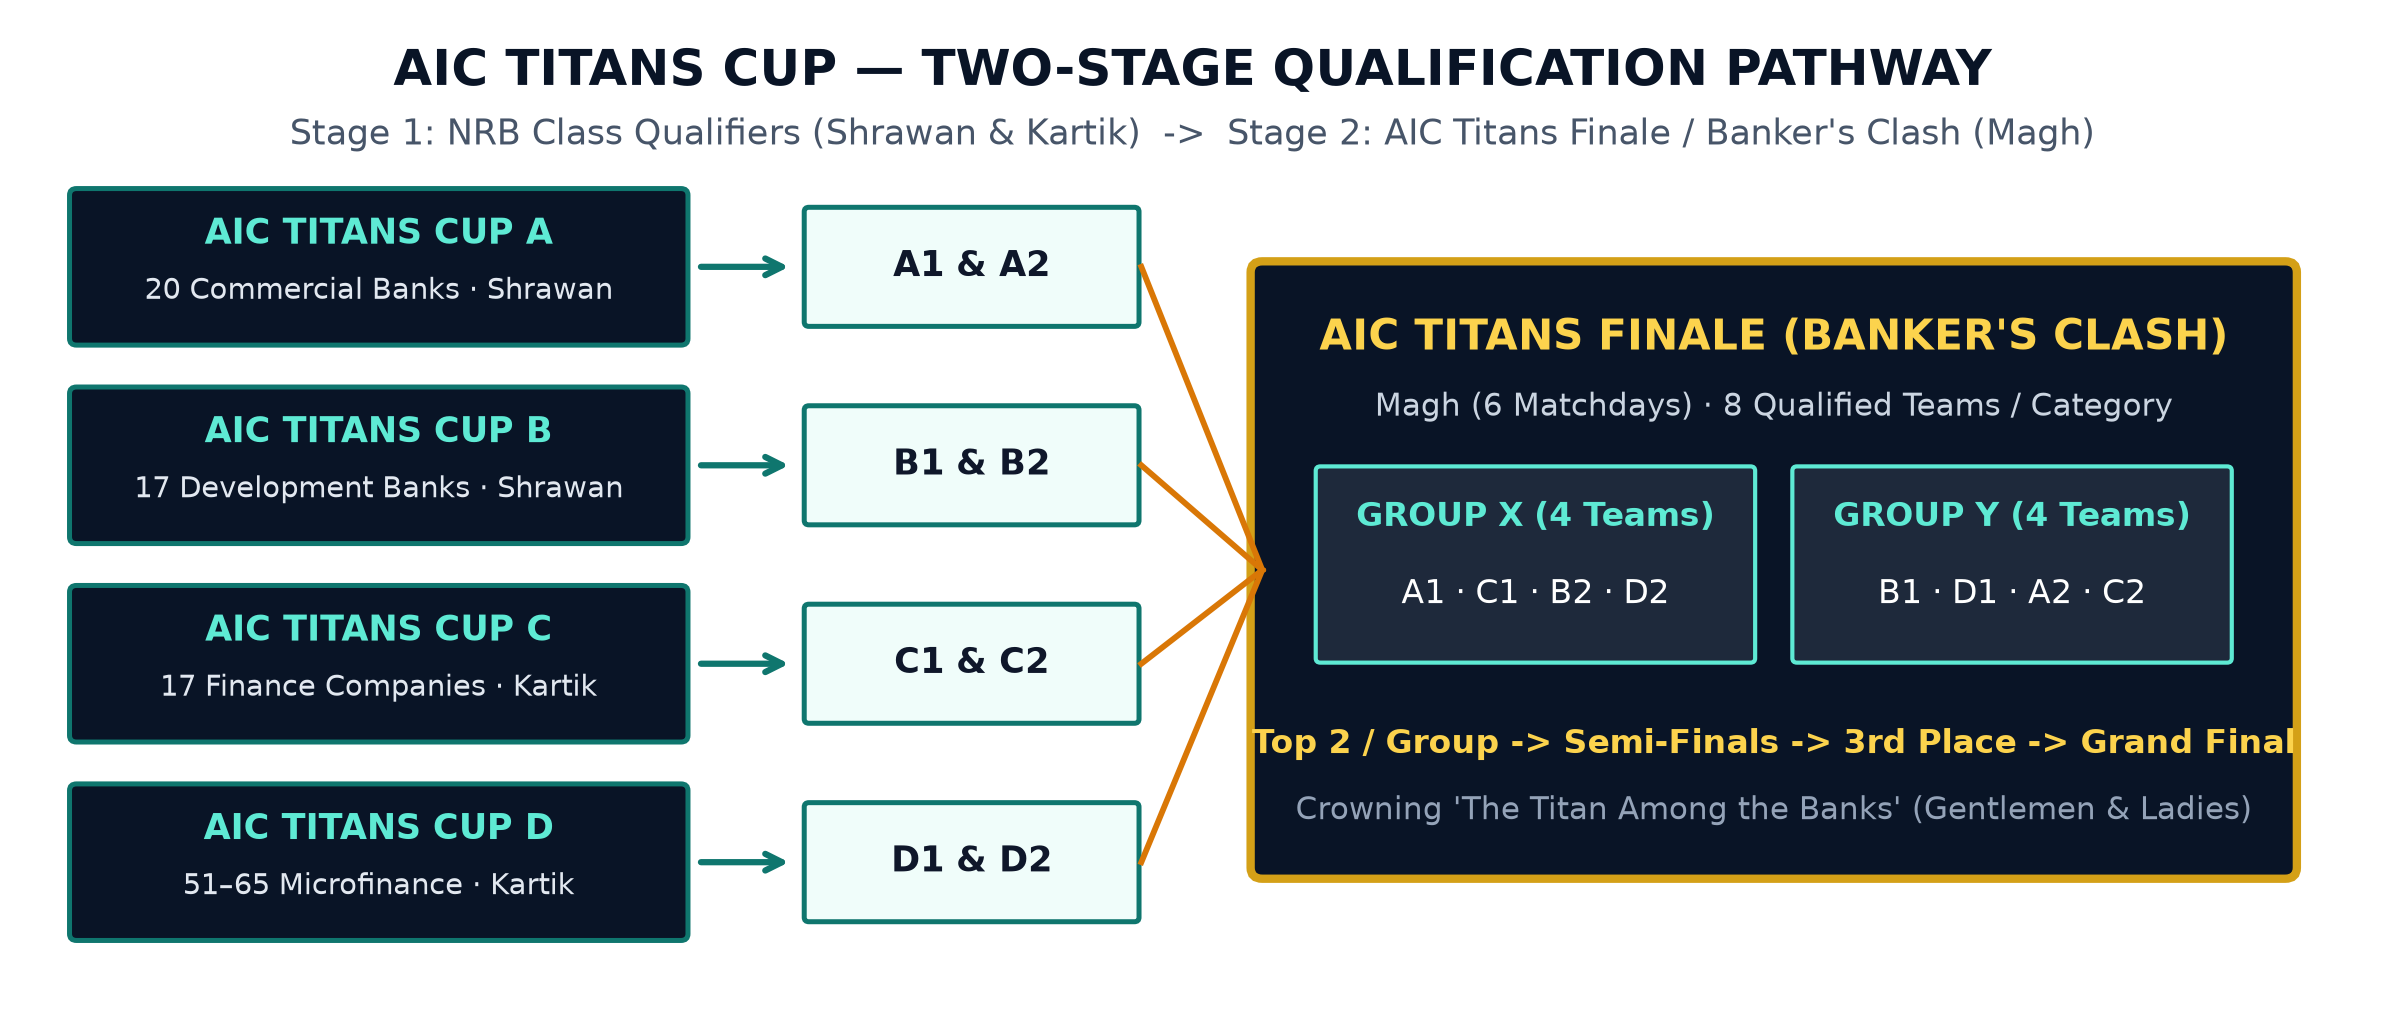 AIC TITANS CUP — TWO-STAGE QUALIFICATION PATHWAY
Stage 1: NRB Class Qualifiers (Shrawan & Kartik) -> Stage 2: AIC Titans Finale / Banker's Clash (Magh)
AIC TITANS CUP A
20 Commercial Banks · Shrawan
A1 & A2
AIC TITANS CUP B
17 Development Banks · Shrawan
B1 & B2
AIC TITANS CUP C
17 Finance Companies · Kartik
C1 & C2
AIC TITANS CUP D
51–65 Microfinance · Kartik
D1 & D2
AIC TITANS FINALE (BANKER'S CLASH)
Magh (6 Matchdays) · 8 Qualified Teams / Category
GROUP X (4 Teams)
A1 · C1 · B2 · D2
GROUP Y (4 Teams)
B1 · D1 · A2 · C2
Top 2 / Group -> Semi-Finals -> 3rd Place -> Grand Final
Crowning 'The Titan Among the Banks' (Gentlemen & Ladies)